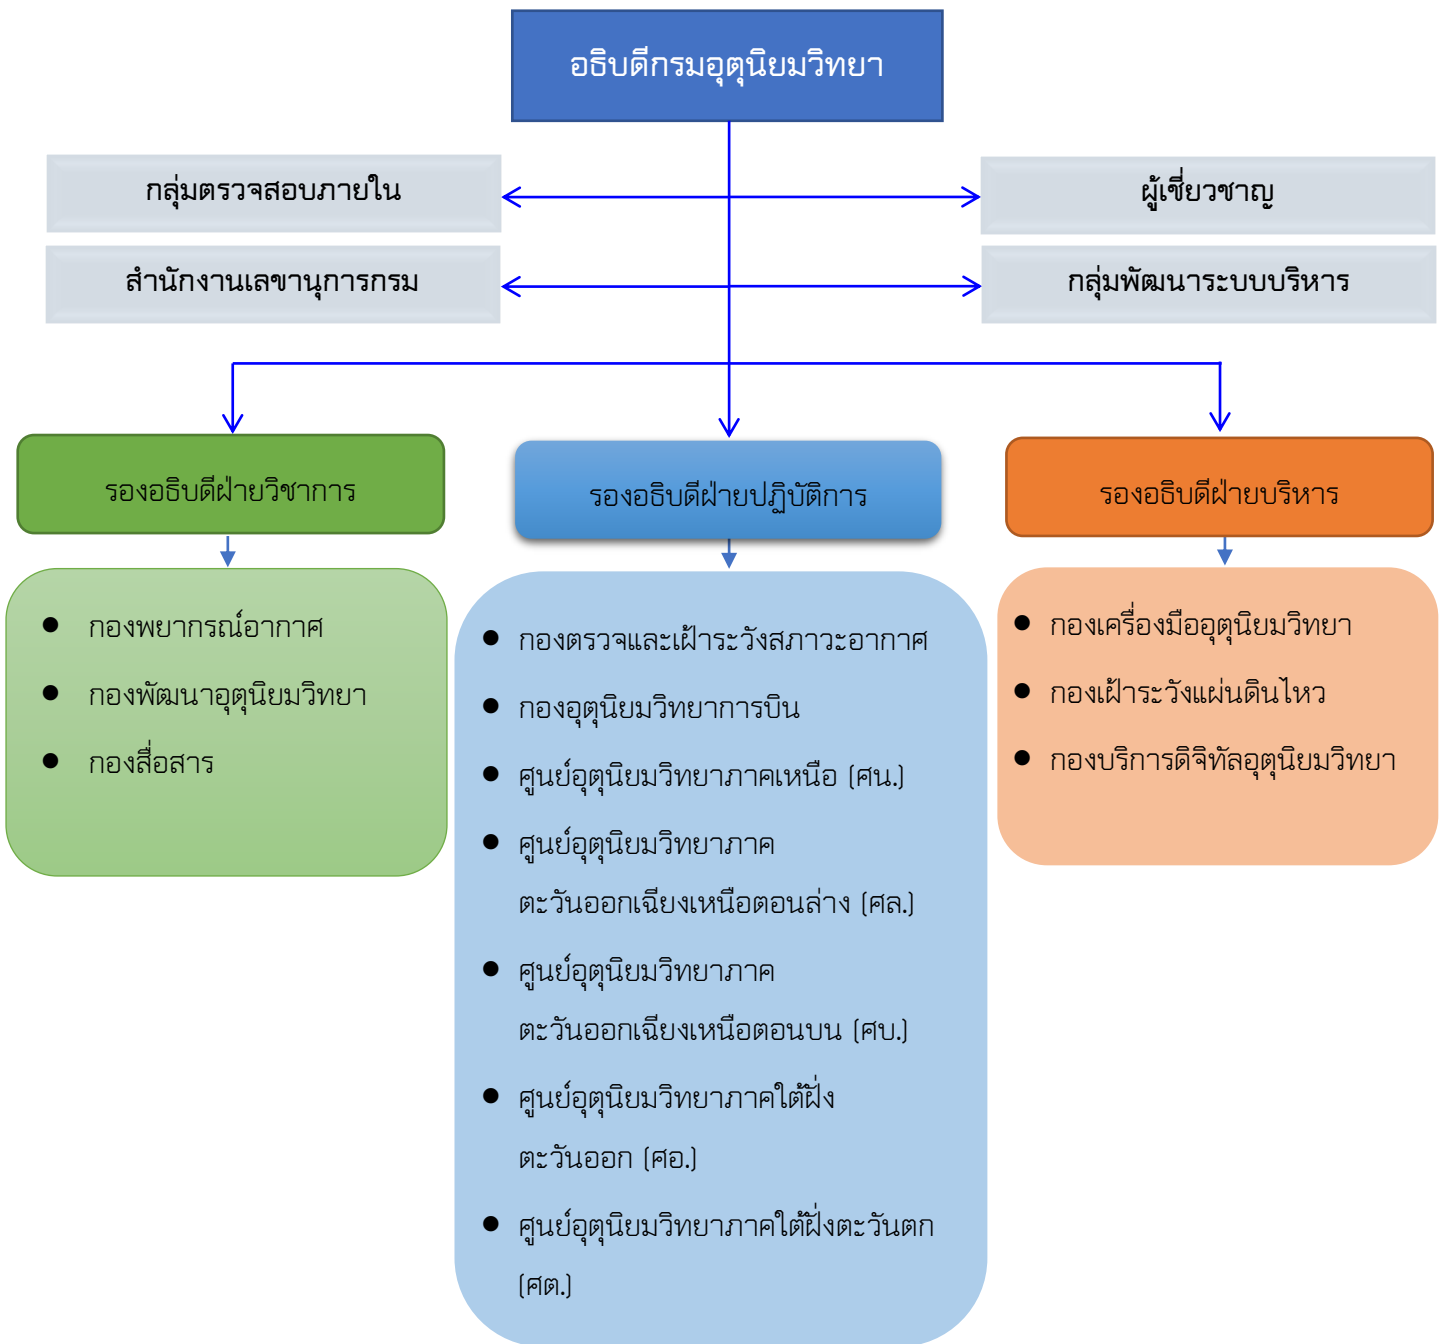 อธิบดีกรมอุตุนิยมวิทยา
กลุ่มตรวจสอบภายใน
ผู้เชี่ยวชาญ
สำนักงานเลขานุการกรม
กลุ่มพัฒนาระบบบริหาร
รองอธิบดีฝ่ายวิชาการ
● กองพยากรณ์อากาศ
● กองพัฒนาอุตุนิยมวิทยา
● กองสื่อสาร
รองอธิบดีฝ่ายปฏิบัติการ
● กองตรวจและเฝ้าระวังสภาวะอากาศ
● กองอุตุนิยมวิทยาการบิน
● ศูนย์อุตุนิยมวิทยาภาคเหนือ (ศน.)
● ศูนย์อุตุนิยมวิทยาภาค
ตะวันออกเฉียงเหนือตอนล่าง (ศล.)
● ศูนย์อุตุนิยมวิทยาภาค
ตะวันออกเฉียงเหนือตอนบน (ศบ.)
● ศูนย์อุตุนิยมวิทยาภาคใต้ฝั่ง
ตะวันออก (ศอ.)
● ศูนย์อุตุนิยมวิทยาภาคใต้ฝั่งตะวันตก
(ศต.)
รองอธิบดีฝ่ายบริหาร
● กองเครื่องมืออุตุนิยมวิทยา
● กองเฝ้าระวังแผ่นดินไหว
● กองบริการดิจิทัลอุตุนิยมวิทยา